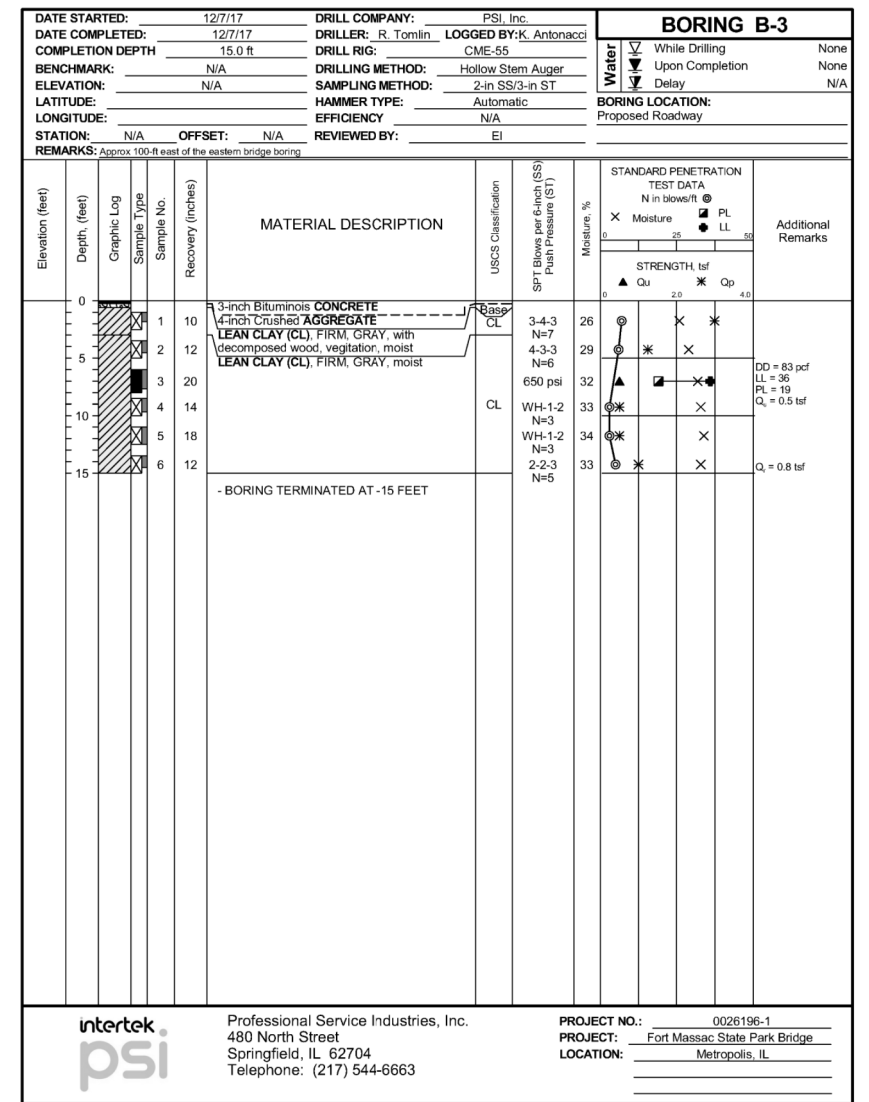 DATE STARTED: 12/7/17 DRILL COMPANY: PSI, Inc. BORING B-3
DATE COMPLETED: 12/7/17 DRILLER: R. Tomlin LOGGED BY:K. Antonacci
COMPLETION DEPTH 15.0 ft DRILL RIG: CME-55
BENCHMARK: N/A DRILLING METHOD: Hollow Stem Auger
ELEVATION: N/A SAMPLING METHOD: 2-in SS/3-in ST
LATITUDE: HAMMER TYPE: Automatic
LONGITUDE: EFFICIENCY N/A
STATION: N/A OFFSET: N/A REVIEWED BY: EI
REMARKS: Approx 100-ft east of the eastern bridge boring
Water
While Drilling None
Upon Completion None
Delay N/A
BORING LOCATION:
Proposed Roadway
Elevation (feet)
Depth, (feet)
Graphic Log
Sample Type
Sample No.
Recovery (inches)
MATERIAL DESCRIPTION
USCS Classification
SPT Blows per 6-inch (SS)
Push Pressure (ST)
Moisture, %
STANDARD PENETRATION
TEST DATA
N in blows/ft
Moisture PL
LL
0 25 50
STRENGTH, tsf
Qu Qp
0 2.0 4.0
Additional
Remarks
0
3-inch Bituminois CONCRETE
4-inch Crushed AGGREGATE
LEAN CLAY (CL), FIRM, GRAY, with
decomposed wood, vegitation, moist
LEAN CLAY (CL), FIRM, GRAY, moist
Base
CL
1 10 3-4-3 26
N=7
2 12 4-3-3 29
5 N=6
3 20 650 psi 32
DD = 83 pcf
LL = 36
PL = 19
Qu = 0.5 tsf
4 14 CL WH-1-2 33
10 N=3
5 18 WH-1-2 34
N=3
6 12 2-2-3 33
15 N=5
Qu = 0.8 tsf
- BORING TERMINATED AT -15 FEET
intertek
psi
Professional Service Industries, Inc.
480 North Street
Springfield, IL 62704
Telephone: (217) 544-6663
PROJECT NO.: 0026196-1
PROJECT: Fort Massac State Park Bridge
LOCATION: Metropolis, IL